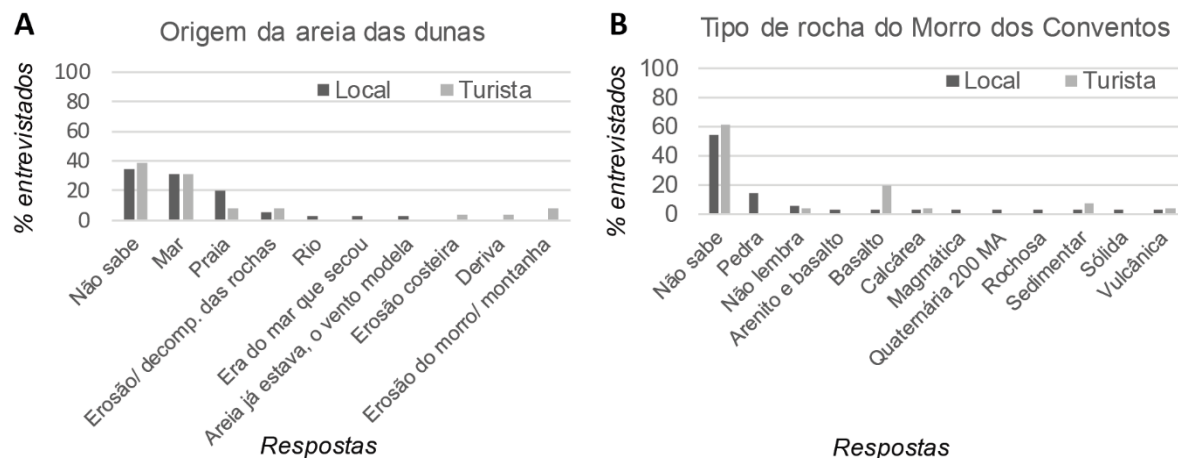 A
Origem da areia das dunas
100
80
60
40
20
0
% entrevistados
Local
Turista
Não sabe
Mar
Praia
Erosão/ decomp. das rochas
Rio
Era do mar que secou
Areia já estava, o vento modela
Erosão costeira
Deriva
Erosão do morro/ montanha
Respostas
B
Tipo de rocha do Morro dos Conventos
100
80
60
40
20
0
% entrevistados
Local
Turista
Não sabe
Pedra
Não lembra
Arenito e basalto
Basalto
Calcárea
Magmática
Quaternária 200 MA
Rochosa
Sedimentar
Sólida
Vulcânica
Respostas